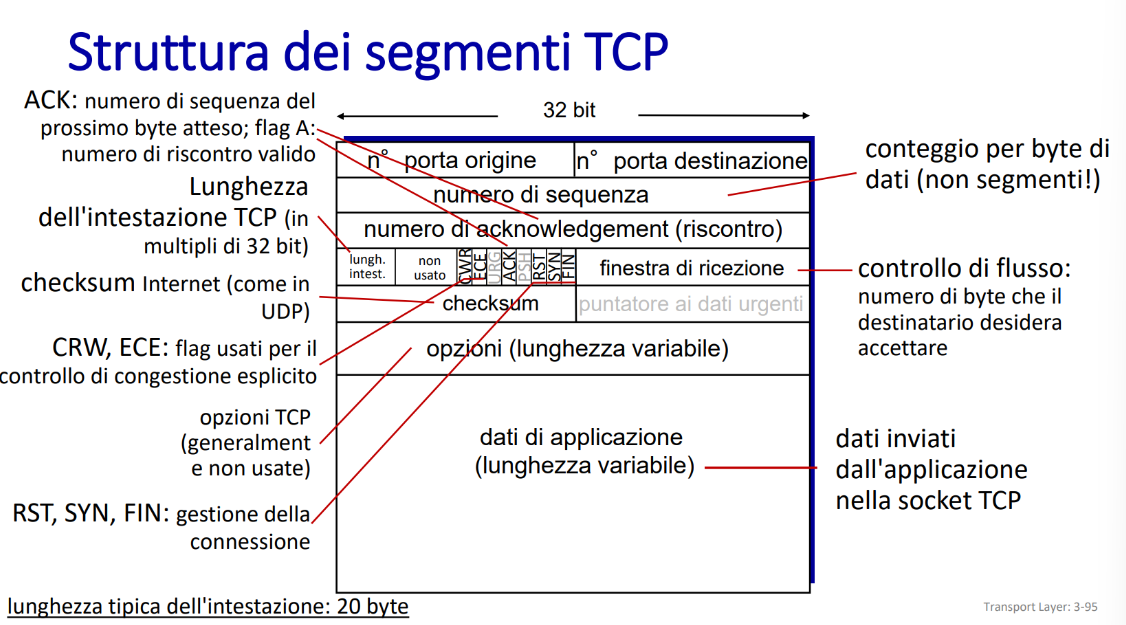 Struttura dei segmenti TCP
ACK: numero di sequenza del
prossimo byte atteso; flag A:
numero di riscontro valido
Lunghezza
dell'intestazione TCP (in
multipli di 32 bit)
checksum Internet (come in
UDP)
CRW, ECE: flag usati per il
controllo di congestione esplicito
opzioni TCP
(generalment
e non usate)
RST, SYN, FIN: gestione della
connessione
lunghezza tipica dell'intestazione: 20 byte
32 bit
n° porta origine
n° porta destinazione
numero di sequenza
numero di acknowledgement (riscontro)
lungh.
intest.
non
usato
CWR
ECE
URG
ACK
PSH
RST
SYN
FIN
finestra di ricezione
checksum
puntatore ai dati urgenti
opzioni (lunghezza variabile)
dati di applicazione
(lunghezza variabile)
conteggio per byte di
dati (non segmenti!)
controllo di flusso:
numero di byte che il
destinatario desidera
accettare
dati inviati
dall'applicazione
nella socket TCP
Transport Layer: 3-95